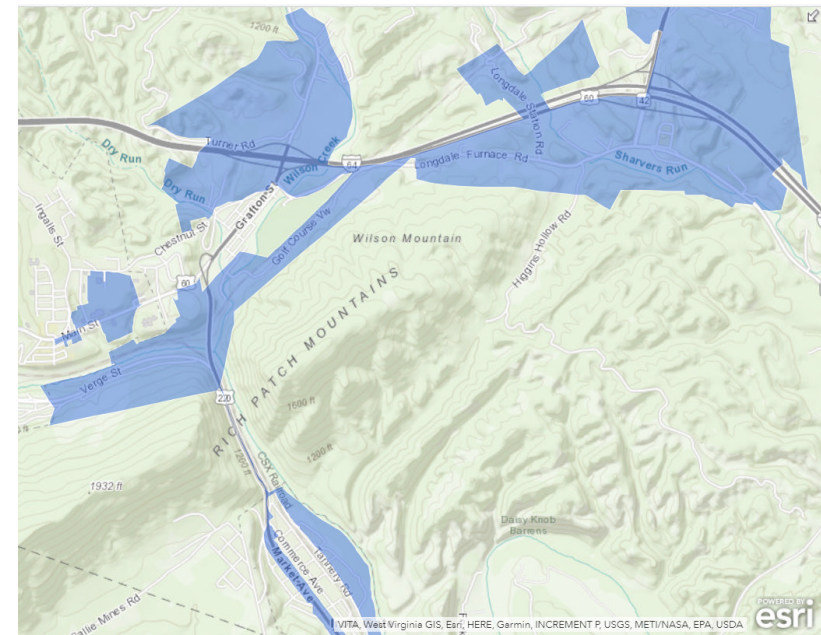 1200 ft
Longdale Station Rd
60
42
Turner Rd
Dry Run
Wilson Creek
64
Longdale Furnace Rd
Sharvers Run
Dry Run
Ingalls St
Grafton St
Chestnut St
Golf Course Vw
Wilson Mountain
Higgins Hollow Rd
60
Main St
RICH PATCH MOUNTAINS
Verge St
220
1600 ft
1200 ft
1200 ft
CSX Railroad
1932 ft
Daisy Knob
Barrens
Commerce Ave
Tannery Rd
Market Ave
allie Mines Rd
VITA, West Virginia GIS, Esri, HERE, Garmin, INCREMENT P, USGS, METI/NASA, EPA, USDA
POWERED BY
esri